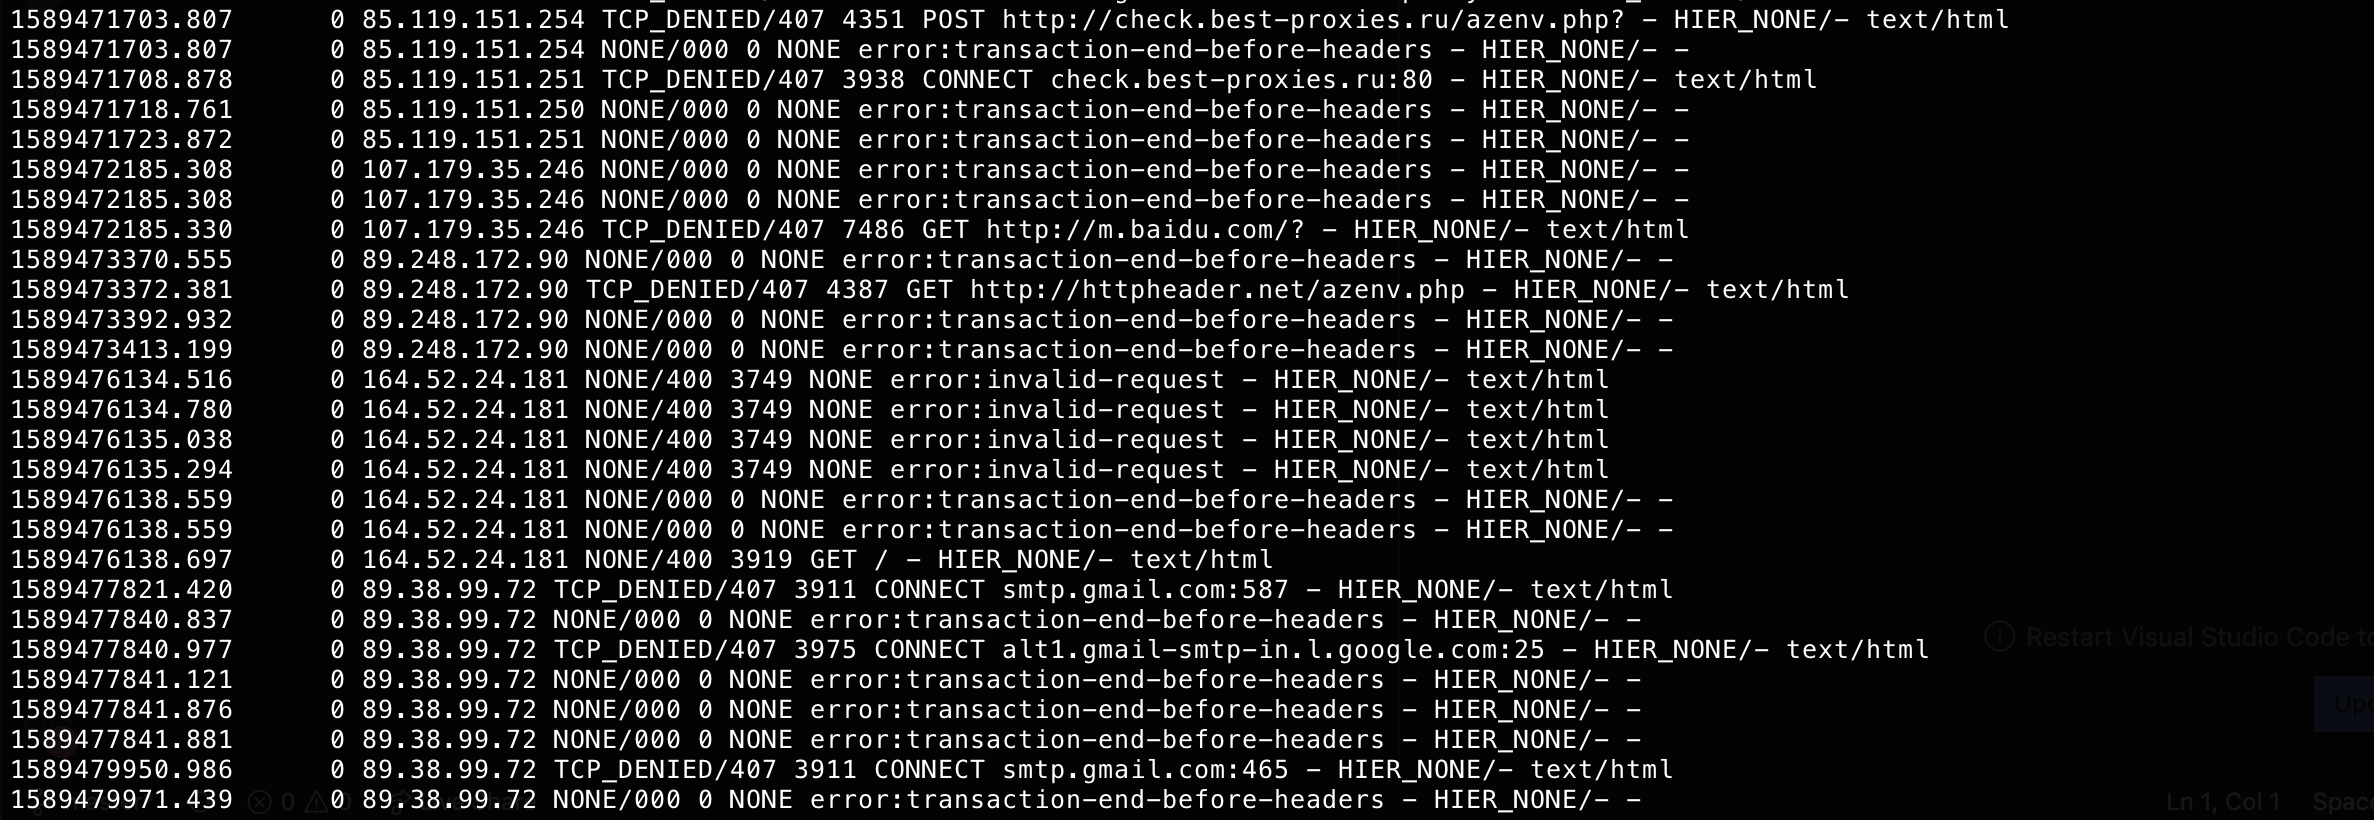 1589471703.807      0 85.119.151.254 TCP_DENIED/407 4351 POST http://check.best-proxies.ru/azenv.php? - HIER_NONE/- text/html
1589471703.807      0 85.119.151.254 NONE/000 0 NONE error:transaction-end-before-headers - HIER_NONE/- -
1589471708.878      0 85.119.151.251 TCP_DENIED/407 3938 CONNECT check.best-proxies.ru:80 - HIER_NONE/- text/html
1589471718.761      0 85.119.151.250 NONE/000 0 NONE error:transaction-end-before-headers - HIER_NONE/- -
1589471723.872      0 85.119.151.251 NONE/000 0 NONE error:transaction-end-before-headers - HIER_NONE/- -
1589472185.308      0 107.179.35.246 NONE/000 0 NONE error:transaction-end-before-headers - HIER_NONE/- -
1589472185.308      0 107.179.35.246 NONE/000 0 NONE error:transaction-end-before-headers - HIER_NONE/- -
1589472185.330      0 107.179.35.246 TCP_DENIED/407 7486 GET http://m.baidu.com/? - HIER_NONE/- text/html
1589473370.555      0 89.248.172.90 NONE/000 0 NONE error:transaction-end-before-headers - HIER_NONE/- -
1589473372.381      0 89.248.172.90 TCP_DENIED/407 4387 GET http://httpheader.net/azenv.php - HIER_NONE/- text/html
1589473392.932      0 89.248.172.90 NONE/000 0 NONE error:transaction-end-before-headers - HIER_NONE/- -
1589473413.199      0 89.248.172.90 NONE/000 0 NONE error:transaction-end-before-headers - HIER_NONE/- -
1589476134.516      0 164.52.24.181 NONE/400 3749 NONE error:invalid-request - HIER_NONE/- text/html
1589476134.780      0 164.52.24.181 NONE/400 3749 NONE error:invalid-request - HIER_NONE/- text/html
1589476135.038      0 164.52.24.181 NONE/400 3749 NONE error:invalid-request - HIER_NONE/- text/html
1589476135.294      0 164.52.24.181 NONE/400 3749 NONE error:invalid-request - HIER_NONE/- text/html
1589476138.559      0 164.52.24.181 NONE/000 0 NONE error:transaction-end-before-headers - HIER_NONE/- -
1589476138.559      0 164.52.24.181 NONE/000 0 NONE error:transaction-end-before-headers - HIER_NONE/- -
1589476138.697      0 164.52.24.181 NONE/400 3919 GET / - HIER_NONE/- text/html
1589477821.420      0 89.38.99.72 TCP_DENIED/407 3911 CONNECT smtp.gmail.com:587 - HIER_NONE/- text/html
1589477840.837      0 89.38.99.72 NONE/000 0 NONE error:transaction-end-before-headers - HIER_NONE/- -
Restart Visual Studio Code to
1589477840.977      0 89.38.99.72 TCP_DENIED/407 3975 CONNECT alt1.gmail-smtp-in.l.google.com:25 - HIER_NONE/- text/html
1589477841.121      0 89.38.99.72 NONE/000 0 NONE error:transaction-end-before-headers - HIER_NONE/- -
1589477841.876      0 89.38.99.72 NONE/000 0 NONE error:transaction-end-before-headers - HIER_NONE/- -
1589477841.881      0 89.38.99.72 NONE/000 0 NONE error:transaction-end-before-headers - HIER_NONE/- -
1589479950.986      0 89.38.99.72 TCP_DENIED/407 3911 CONNECT smtp.gmail.com:465 - HIER_NONE/- text/html
1589479971.439      0 89.38.99.72 NONE/000 0 NONE error:transaction-end-before-headers - HIER_NONE/- -
Ln 1, Col 1